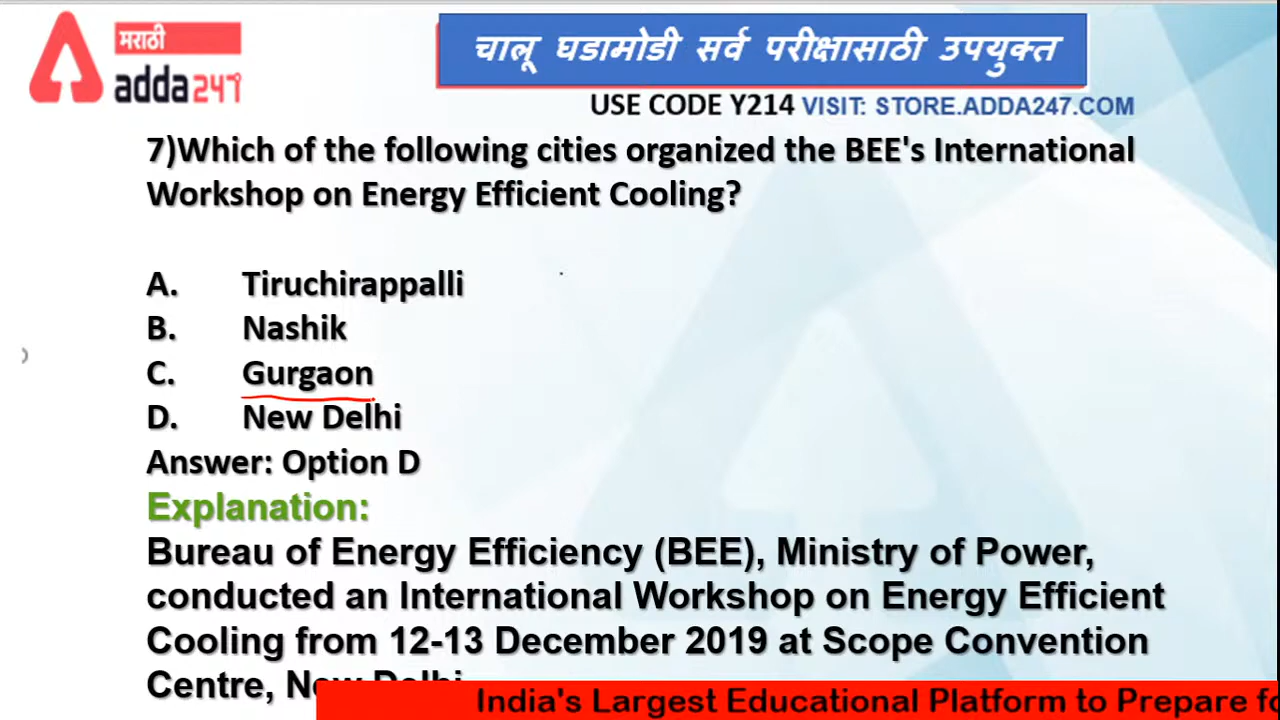 मराठी
adda247
चालू घडामोडी सर्व परीक्षासाठी उपयुक्त
USE CODE Y214 VISIT: STORE.ADDA247.COM
7)Which of the following cities organized the BEE's International
Workshop on Energy Efficient Cooling?
A. Tiruchirappalli
B. Nashik
C. Gurgaon
D. New Delhi
Answer: Option D
Explanation:
Bureau of Energy Efficiency (BEE), Ministry of Power,
conducted an International Workshop on Energy Efficient
Cooling from 12-13 December 2019 at Scope Convention
Centre, New Delhi
India's Largest Educational Platform to Prepare